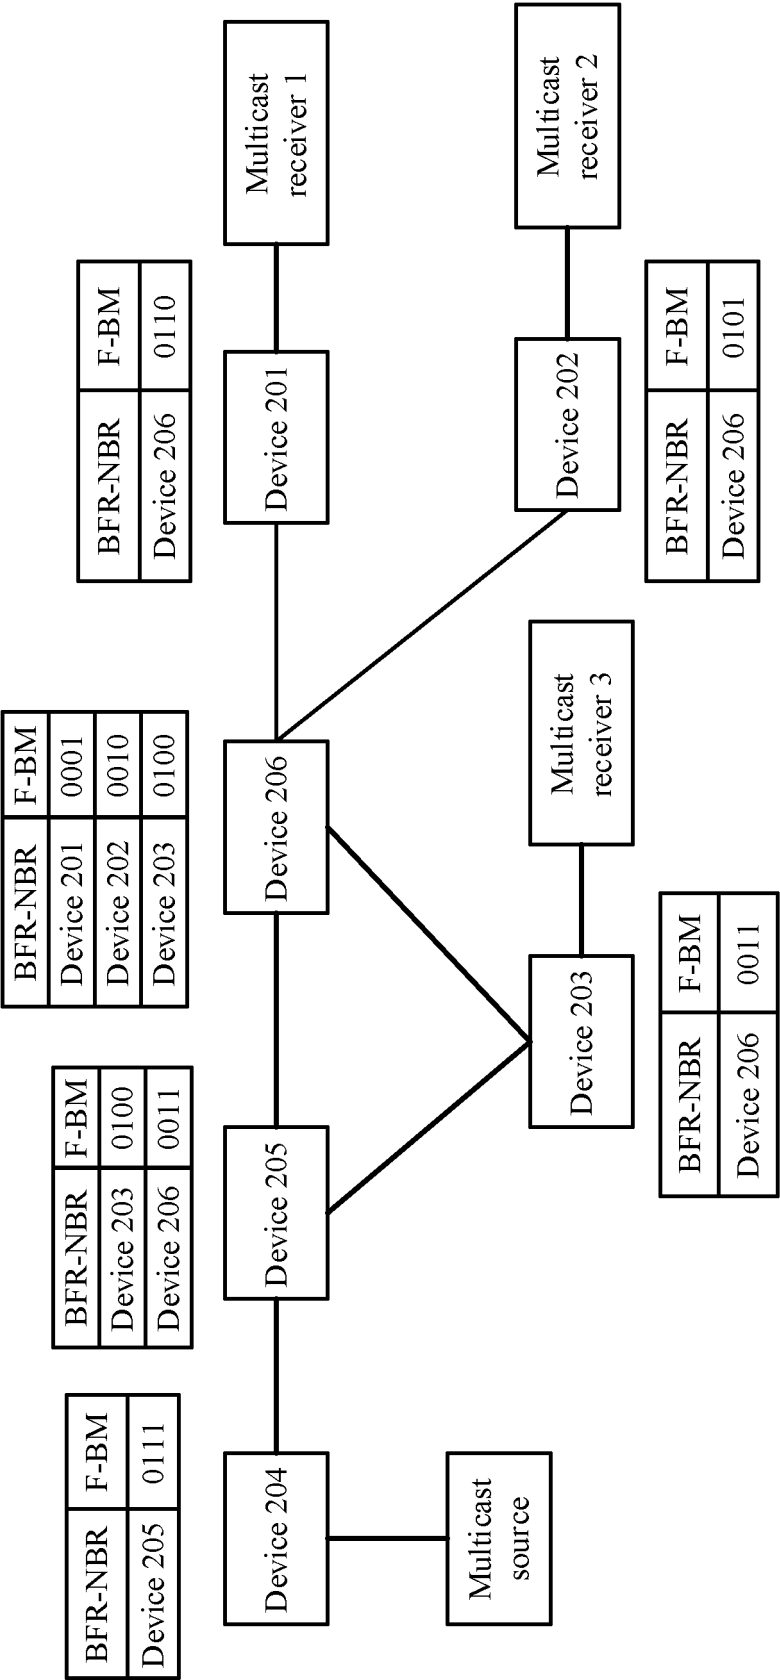 BFR-NBR F-BM
Device 205 0111
BFR-NBR F-BM
Device 203 0100
Device 206 0011
BFR-NBR F-BM
Device 201 0001
Device 202 0010
Device 203 0100
BFR-NBR F-BM
Device 206 0110
Device 204
Device 205
Device 206
Device 201
Multicast
receiver 1
Multicast
source
Device 203
Multicast
receiver 3
Device 202
Multicast
receiver 2
BFR-NBR F-BM
Device 206 0011
BFR-NBR F-BM
Device 206 0101